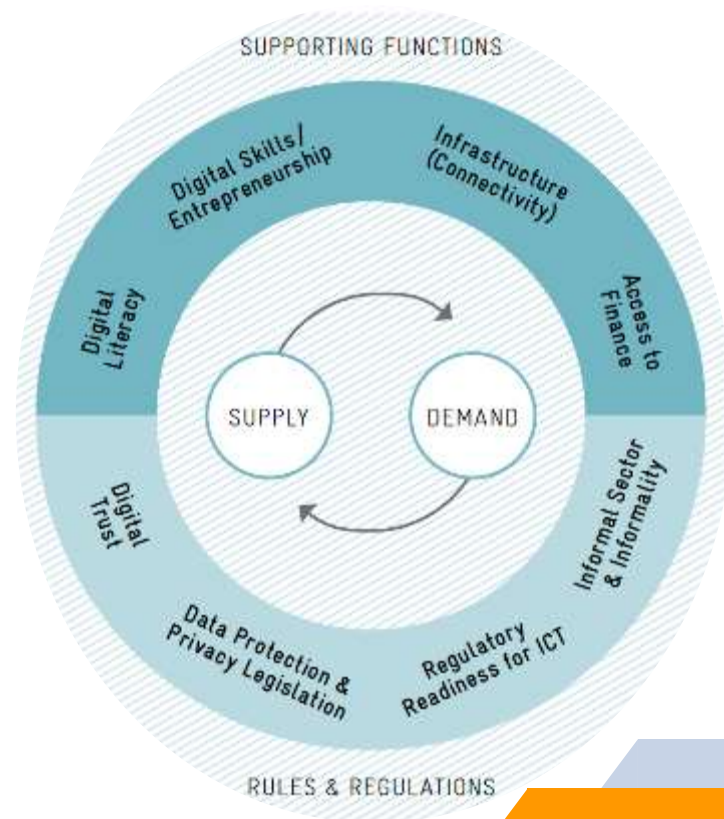 SUPPORTING FUNCTIONS
Digital Skills/
Entrepreneurship
Infrastructure
(Connectivity)
Digital
Literacy
Access to
Finance
SUPPLY
DEMAND
Digital
Trust
Informal Sector
& Informality
Data Protection &
Privacy Legislation
Regulatory
Readiness for ICT
RULES & REGULATIONS